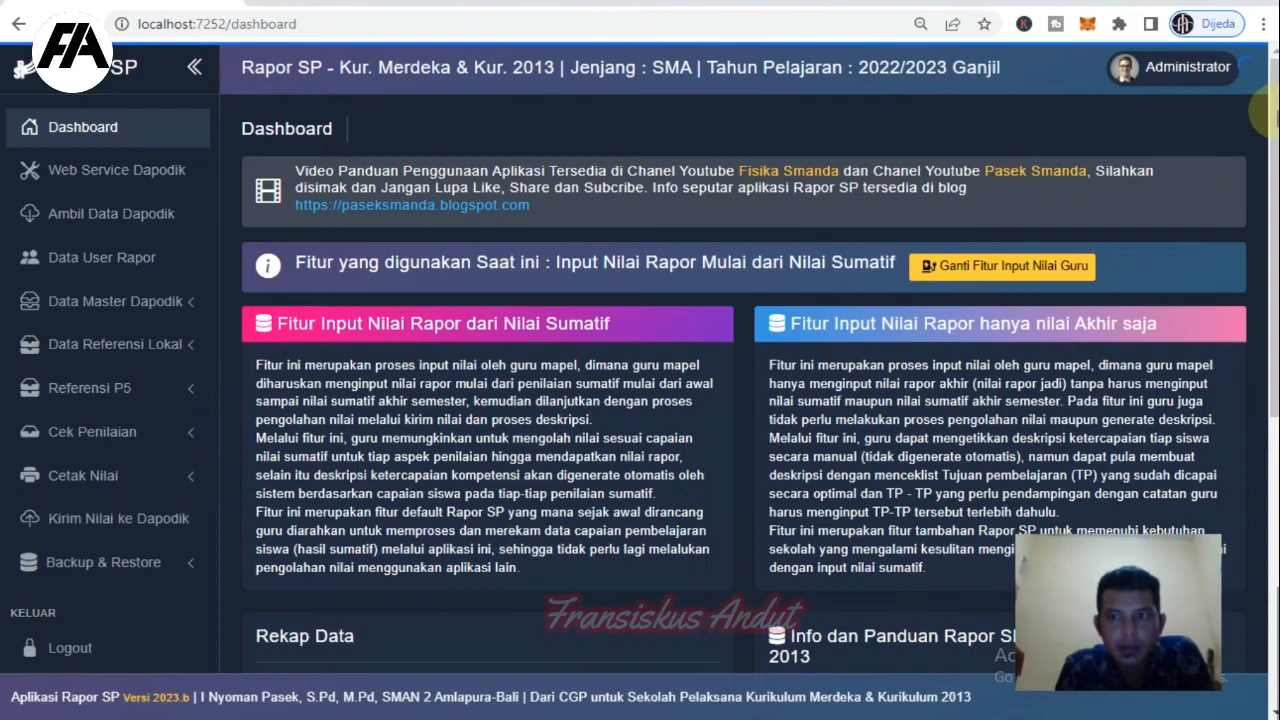 localhost:7252/dashboard
Dijeda
FA
SP
Rapor SP - Kur. Merdeka & Kur. 2013 | Jenjang : SMA | Tahun Pelajaran : 2022/2023 Ganjil
Administrator
Dashboard
Web Service Dapodik
Ambil Data Dapodik
Data User Rapor
Data Master Dapodik
Data Referensi Lokal
Referensi P5
Cek Penilaian
Cetak Nilai
Kirim Nilai ke Dapodik
Backup & Restore
KELUAR
Logout
Dashboard
Video Panduan Penggunaan Aplikasi Tersedia di Chanel Youtube Fisika Smanda dan Chanel Youtube Pasek Smanda, Silahkan
disimak dan Jangan Lupa Like, Share dan Subcribe. Info seputar aplikasi Rapor SP tersedia di blog
https://paseksmanda.blogspot.com
Fitur yang digunakan Saat ini : Input Nilai Rapor Mulai dari Nilai Sumatif
Ganti Fitur Input Nilai Guru
Fitur Input Nilai Rapor dari Nilai Sumatif
Fitur ini merupakan proses input nilai oleh guru mapel, dimana guru mapel
diharuskan menginput nilai rapor mulai dari penilaian sumatif mulai dari awal
sampai nilai sumatif akhir semester, kemudian dilanjutkan dengan proses
pengolahan nilai melalui kirim nilai dan proses deskripsi.
Melalui fitur ini, guru memungkinkan untuk mengolah nilai sesuai capaian
nilai sumatif untuk tiap aspek penilaian hingga mendapatkan nilai rapor,
selain itu deskripsi ketercapaian kompetensi akan digenerate otomatis oleh
sistem berdasarkan capaian siswa pada tiap-tiap penilaian sumatif.
Fitur ini merupakan fitur default Rapor SP yang mana sejak awal dirancang
guru diarahkan untuk memproses dan merekam data capaian pembelajaran
siswa (hasil sumatif) melalui aplikasi ini, sehingga tidak perlu lagi melalukan
pengolahan nilai menggunakan aplikasi lain.
Fitur Input Nilai Rapor hanya nilai Akhir saja
Fitur ini merupakan proses input nilai oleh guru mapel, dimana guru mapel
hanya menginput nilai rapor akhir (nilai rapor jadi) tanpa harus menginput
nilai sumatif maupun nilai sumatif akhir semester. Pada fitur ini guru juga
tidak perlu melakukan proses pengolahan nilai maupun generate deskripsi.
Melalui fitur ini, guru dapat mengetikkan deskripsi ketercapaian tiap siswa
secara manual (tidak digenerate otomatis), namun dapat pula membuat
deskripsi dengan menceklist Tujuan pembelajaran (TP) yang sudah dicapai
secara optimal dan TP - TP yang perlu pendampingan dengan catatan guru
harus menginput TP-TP tersebut terlebih dahulu.
Fitur ini merupakan fitur tambahan Rapor SP untuk memenuhi kebutuhan
sekolah yang mengalami kesulitan
dengan input nilai sumatif.
Fransiskus Andut
Rekap Data
Info dan Panduan Rapor
2013
Aplikasi Rapor SP Versi 2023.b | I Nyoman Pasek, S.Pd, M.Pd, SMAN 2 Amlapura-Bali | Dari CGP untuk Sekolah Pelaksana Kurikulum Merdeka & Kurikulum 2013